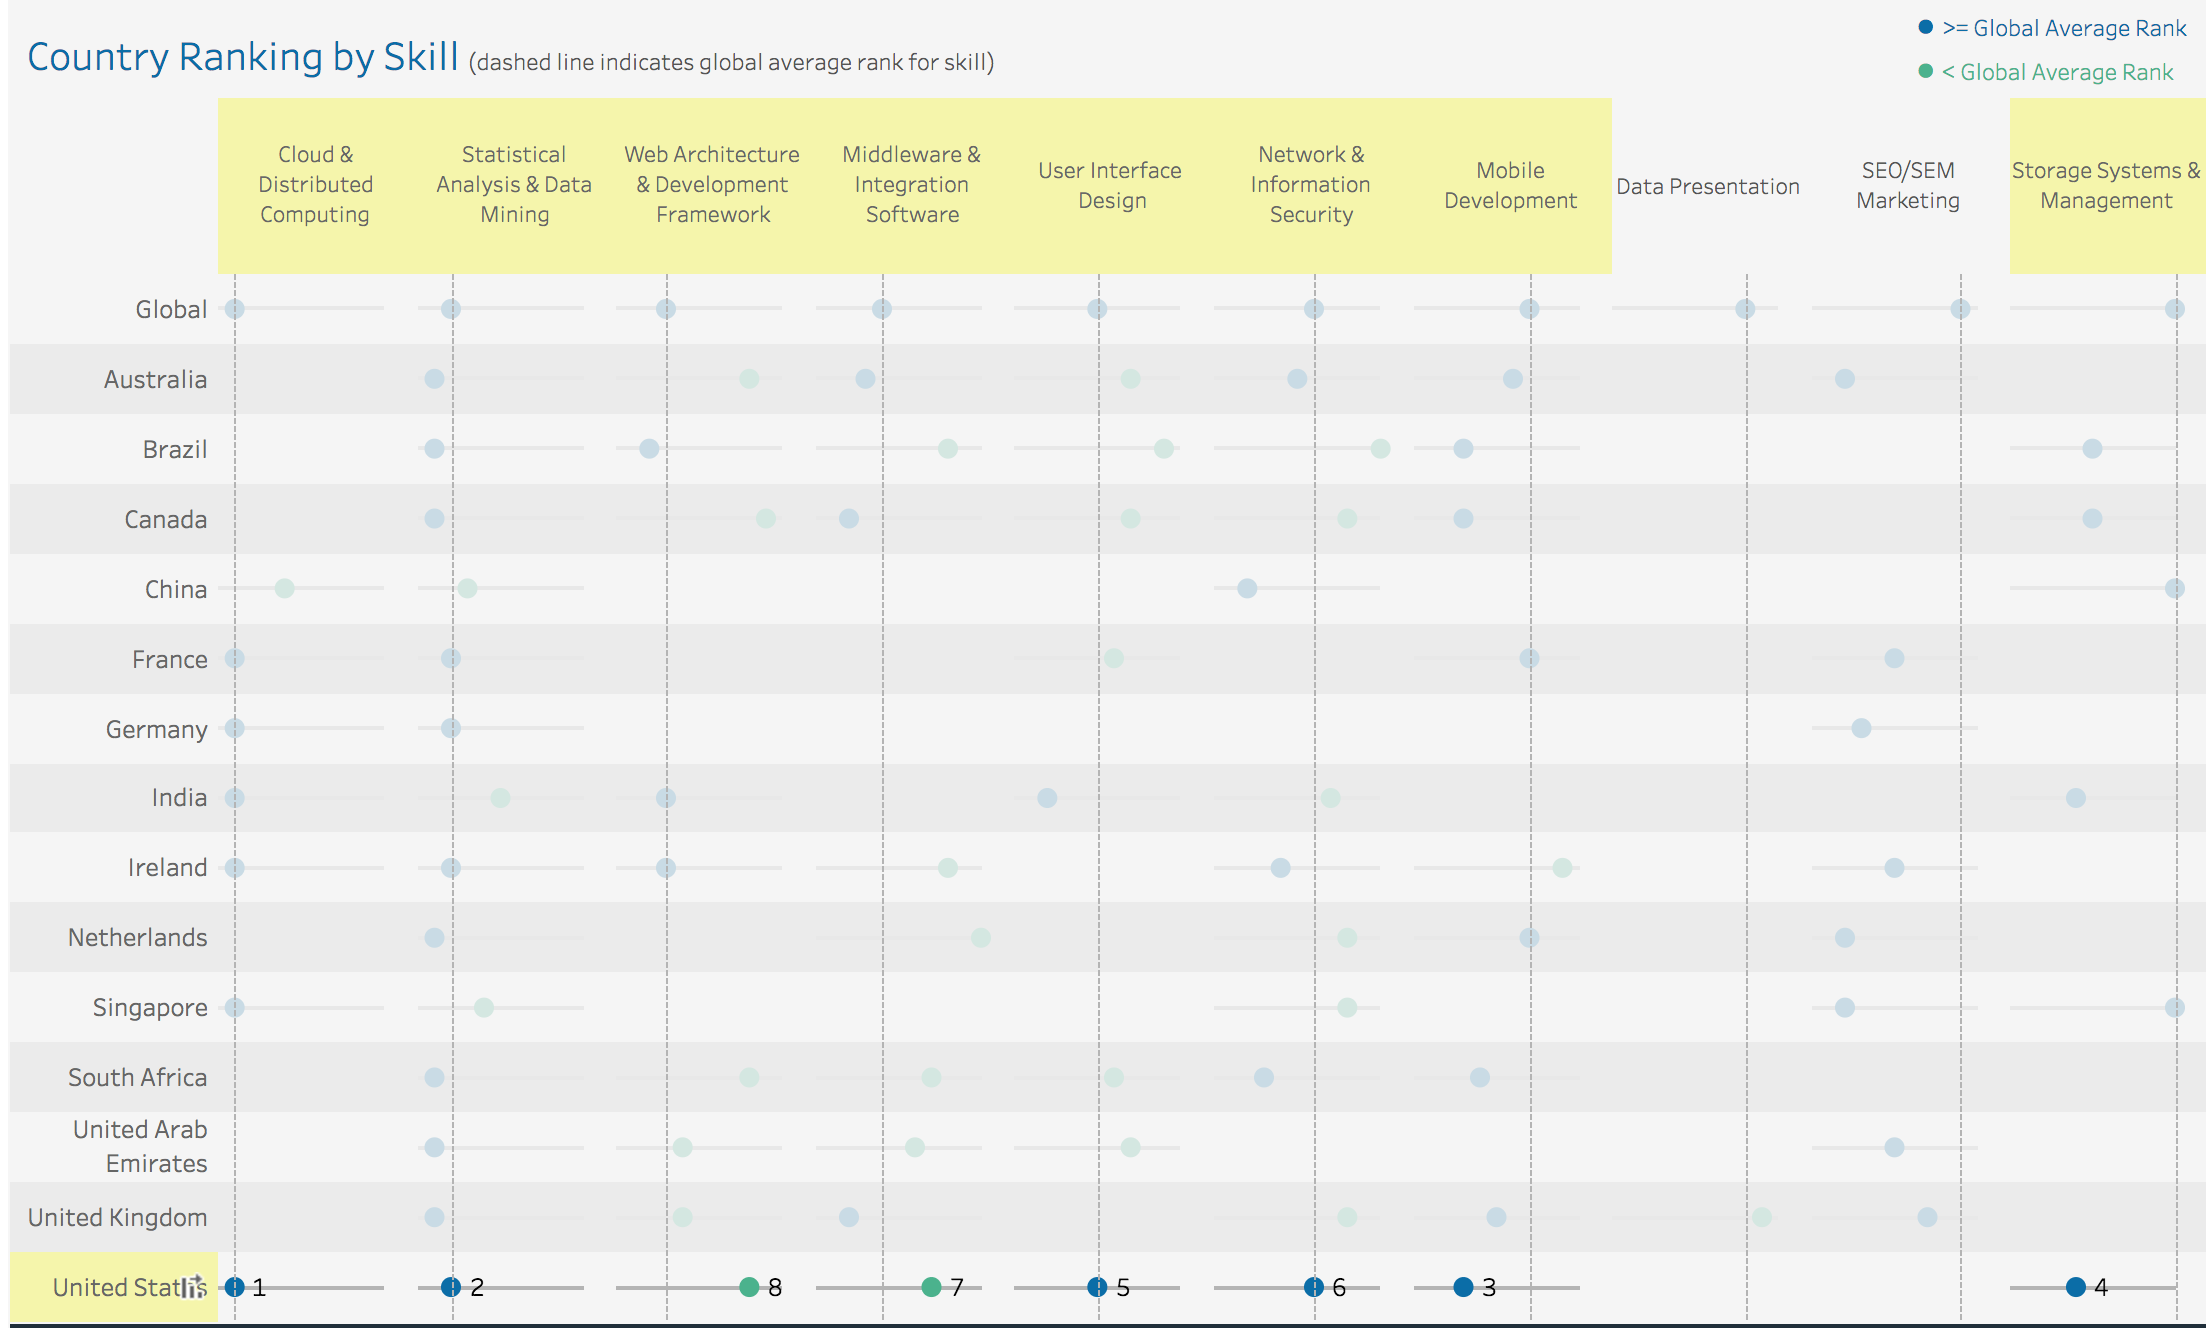 Country Ranking by Skill (dashed line indicates global average rank for skill)
>= Global Average Rank
< Global Average Rank
Cloud &
Distributed
Computing
Statistical
Analysis & Data
Mining
Web Architecture
& Development
Framework
Middleware &
Integration
Software
User Interface
Design
Network &
Information
Security
Mobile
Development
Data Presentation
SEO/SEM
Marketing
Storage Systems &
Management
Global
Australia
Brazil
Canada
China
France
Germany
India
Ireland
Netherlands
Singapore
South Africa
United Arab
Emirates
United Kingdom
United States 1 2 8 7 5 6 3 4